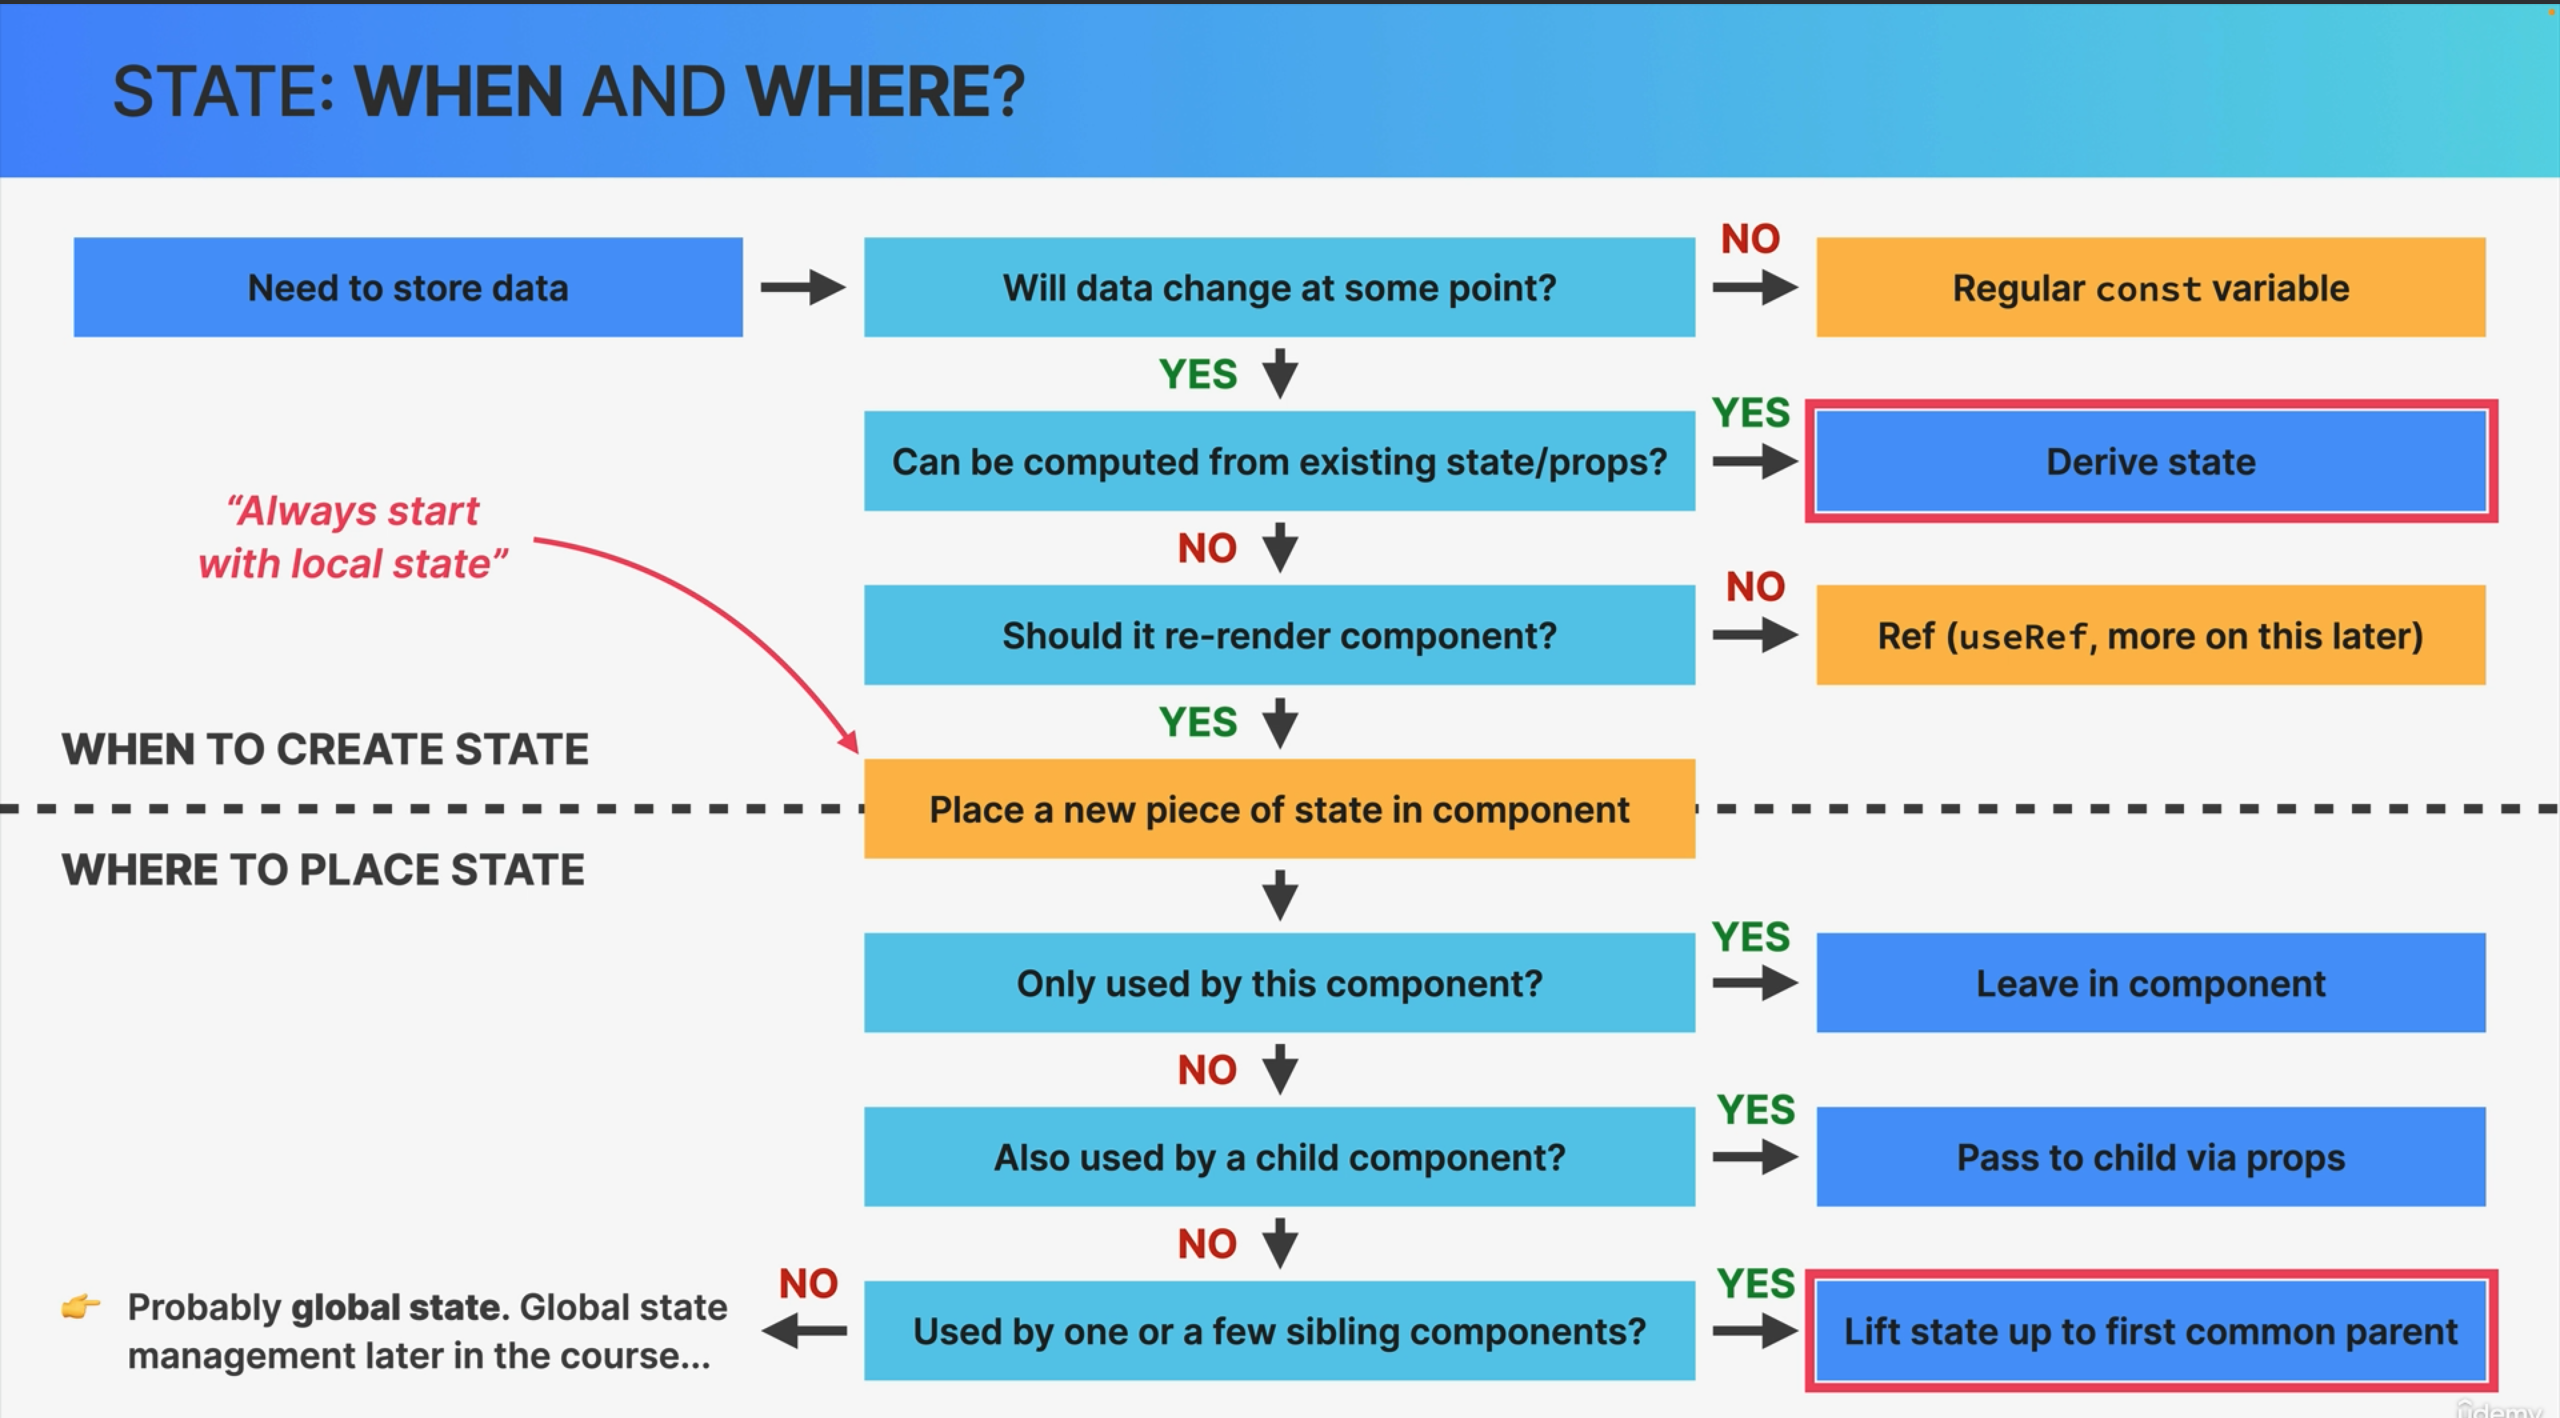 STATE: WHEN AND WHERE?
Need to store data
Will data change at some point?
NO
Regular const variable
YES
Can be computed from existing state/props?
YES
Derive state
“Always start
with local state”
NO
Should it re-render component?
NO
Ref (useRef, more on this later)
YES
WHEN TO CREATE STATE
Place a new piece of state in component
WHERE TO PLACE STATE
Only used by this component?
YES
Leave in component
NO
Also used by a child component?
YES
Pass to child via props
NO
Used by one or a few sibling components?
YES
Lift state up to first common parent
NO
👉 Probably global state. Global state
management later in the course...
ûdemy